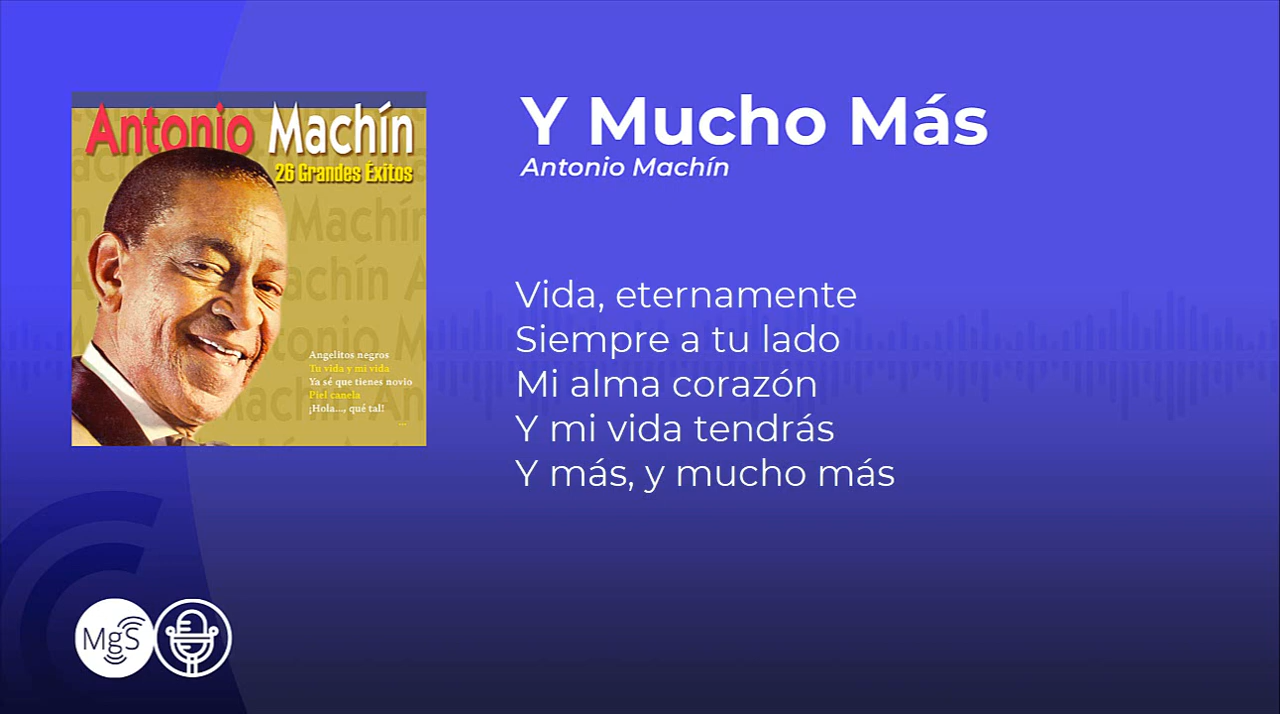 Antonio Machín
26 Grandes Éxitos
Angelitos negros
Tu vida y mi vida
Ya sé que tienes novio
Piel canela
¡Hola..., qué tal!
...
Y Mucho Más
Antonio Machín
Vida, eternamente
Siempre a tu lado
Mi alma corazón
Y mi vida tendrás
Y más, y mucho más
MgS